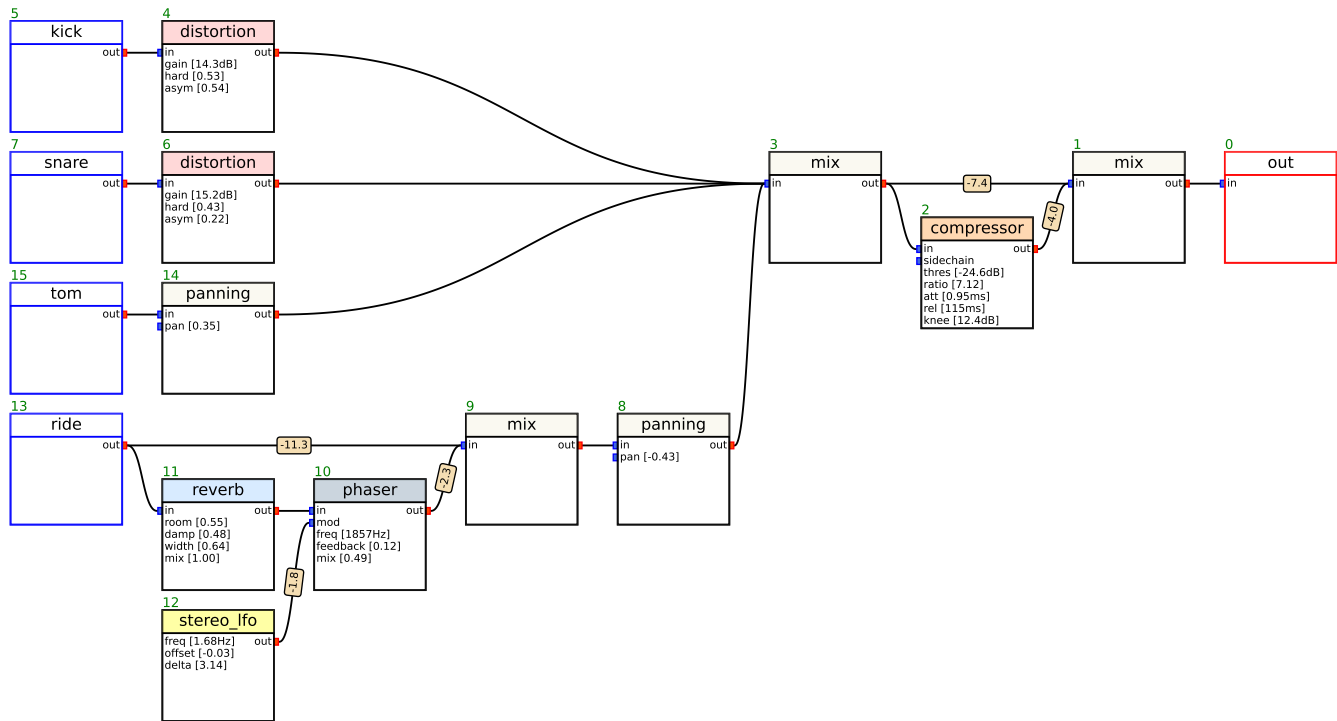 5
kick
out
4
distortion
in out
gain [14.3dB]
hard [0.53]
asym [0.54]
7
snare
out
6
distortion
in out
gain [15.2dB]
hard [0.43]
asym [0.22]
3
mix
in out
-7.4
1
mix
in out
0
out
in
2
compressor
in out
sidechain
thres [-24.6dB]
ratio [7.12]
att [0.95ms]
rel [115ms]
knee [12.4dB]
-4.0
15
tom
out
14
panning
in out
pan [0.35]
13
ride
out
-11.3
9
mix
in out
8
panning
in out
pan [-0.43]
11
reverb
in out
room [0.55]
damp [0.48]
width [0.64]
mix [1.00]
10
phaser
in out
mod
freq [1857Hz]
feedback [0.12]
mix [0.49]
-2.3
-1.8
12
stereo_lfo
freq [1.68Hz] out
offset [-0.03]
delta [3.14]